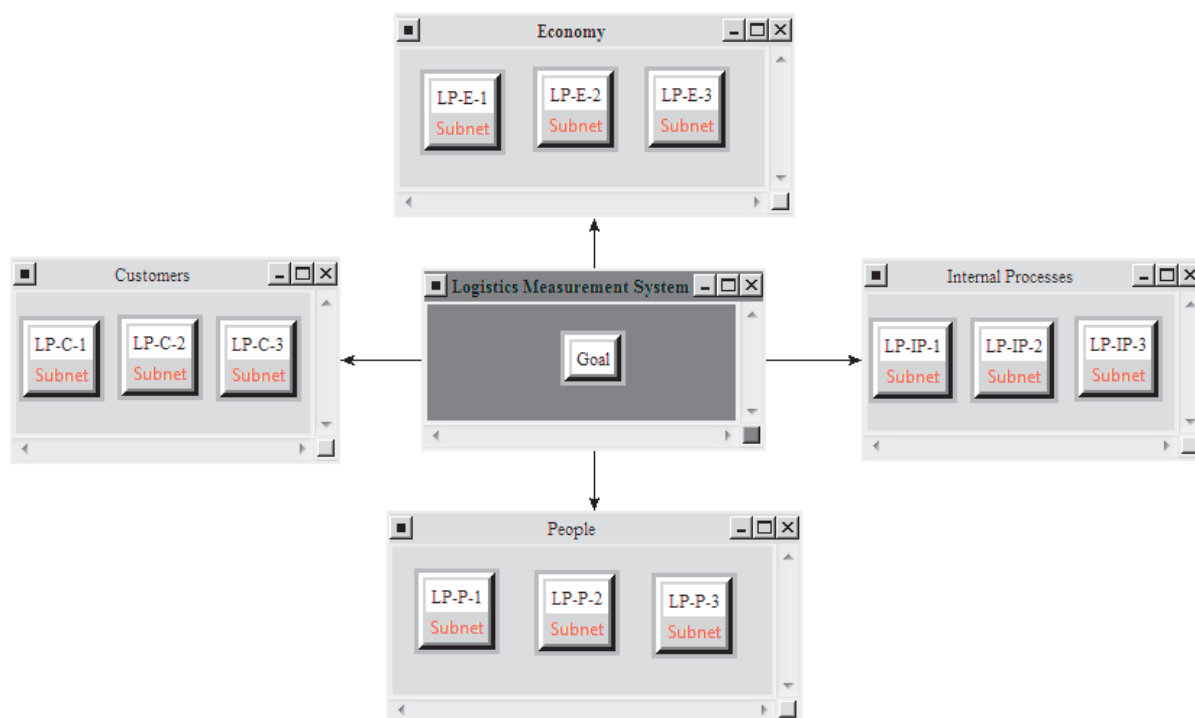 Economy
LP-E-1 LP-E-2 LP-E-3
Subnet Subnet Subnet
Customers
LP-C-1 LP-C-2 LP-C-3
Subnet Subnet Subnet
Logistics Measurement System
Goal
Internal Processes
LP-IP-1 LP-IP-2 LP-IP-3
Subnet Subnet Subnet
People
LP-P-1 LP-P-2 LP-P-3
Subnet Subnet Subnet